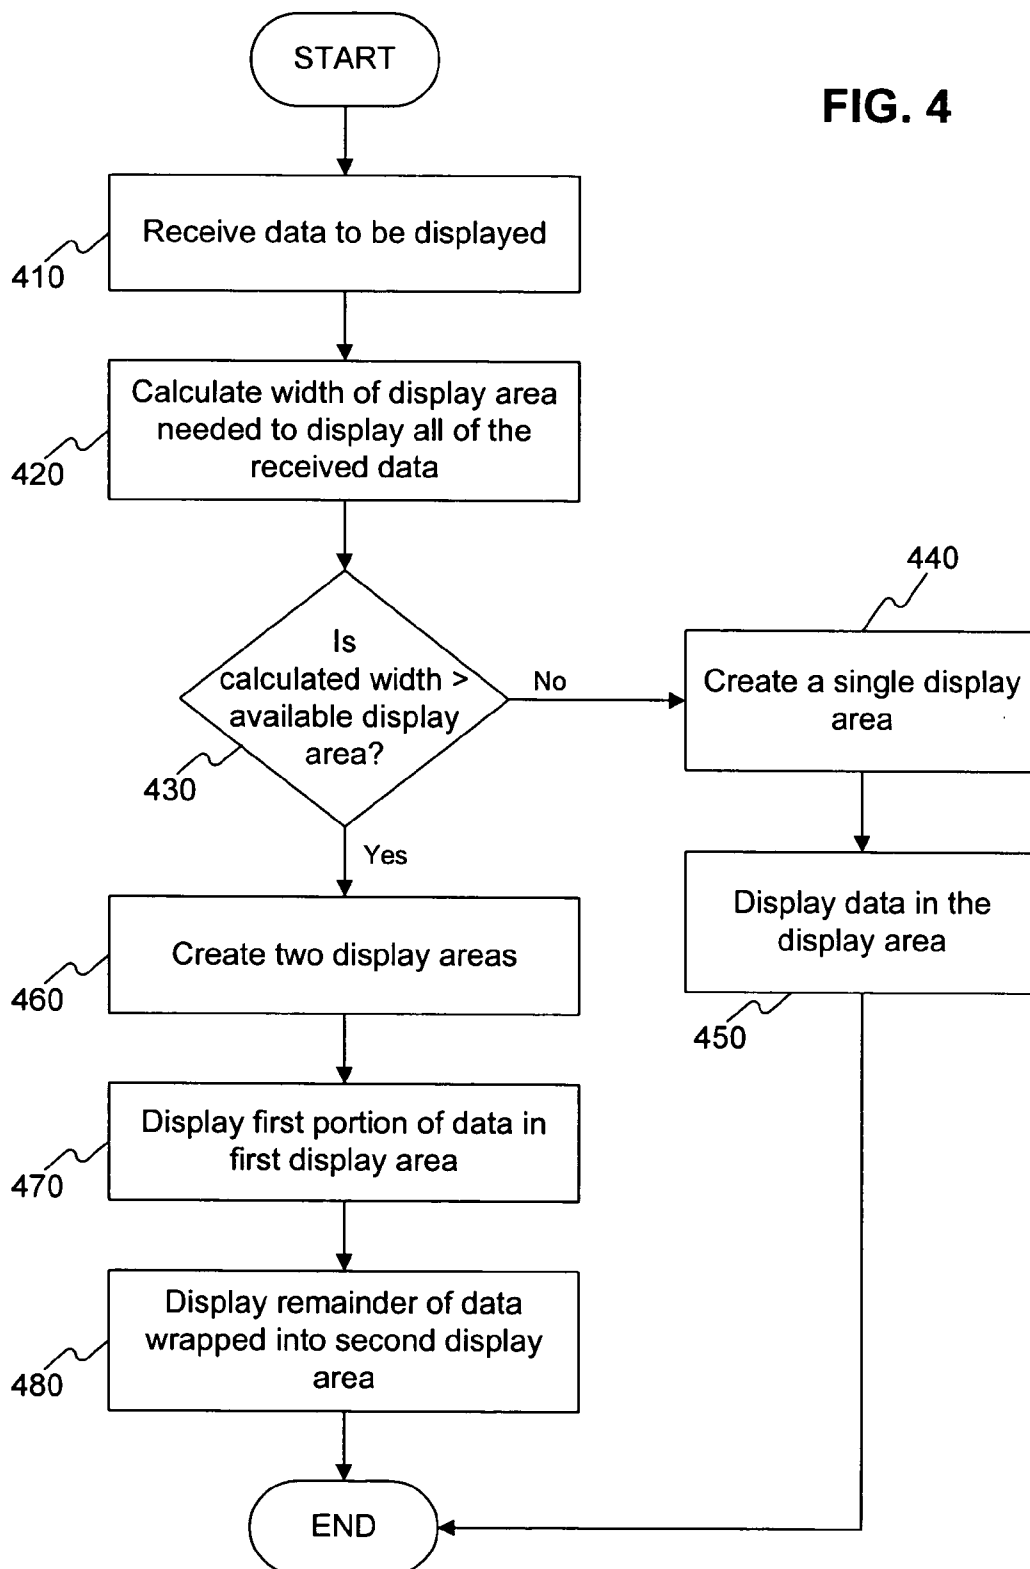 START
FIG. 4
Receive data to be displayed
410
Calculate width of display area
needed to display all of the
received data
420
Is
calculated width >
available display
area?
430
No
440
Create a single display
area
Yes
Display data in the
display area
450
Create two display areas
460
Display first portion of data in
first display area
470
Display remainder of data
wrapped into second display
area
480
END